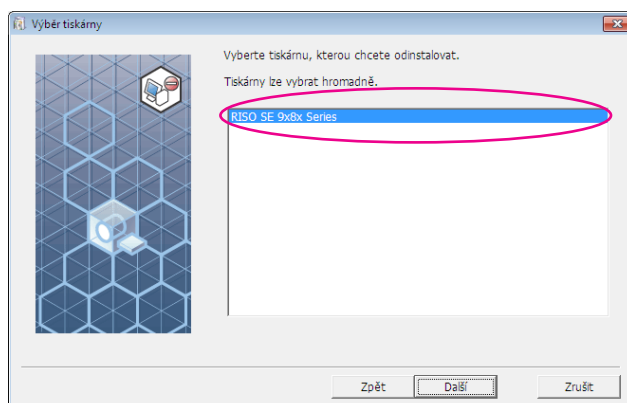 Výběr tiskárny
Vyberte tiskárnu, kterou chcete odinstalovat.
Tiskárny lze vybrat hromadně.
RISO SE 9x8x Series
Zpět
Další
Zrušit